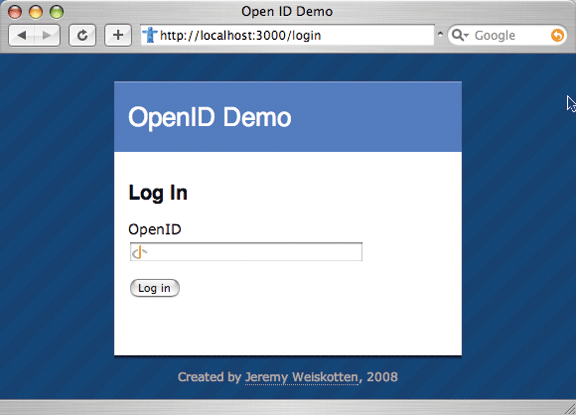 Open ID Demo
http://localhost:3000/login
Google
OpenID Demo
Log In
OpenID
Log in
Created by Jeremy Weiskotten, 2008